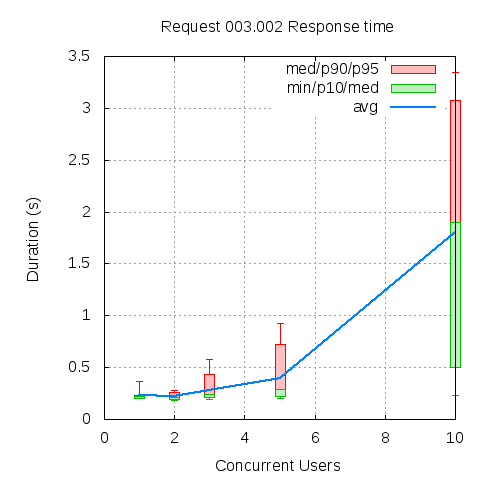 Request 003.002 Response time
med/p90/p95
min/p10/med
avg
3.5
3
2.5
2
1.5
1
0.5
0
Duration (s)
0 2 4 6 8 10
Concurrent Users